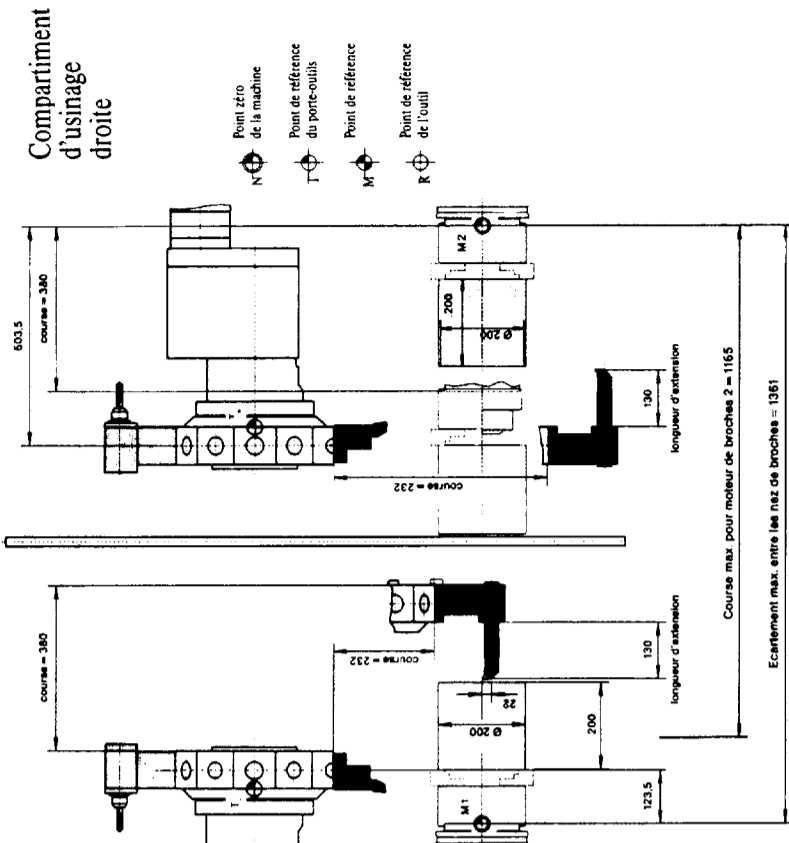 Compartiment
d'usinage
droite
N
Point zéro
de la machine
T
Point de référence
du porte-outils
M
Point de référence
R
Point de référence
de l'outil
603,5
course = 380
course = 380
T
T
course = 232
course = 232
M2
200
Ø 200
130
longueur d'extension
130
longueur d'extension
22
Ø 200
200
M1
123,5
Course max. pour moteur de broches 2 = 1165
Ecartement max. entre les nez de broches = 1361